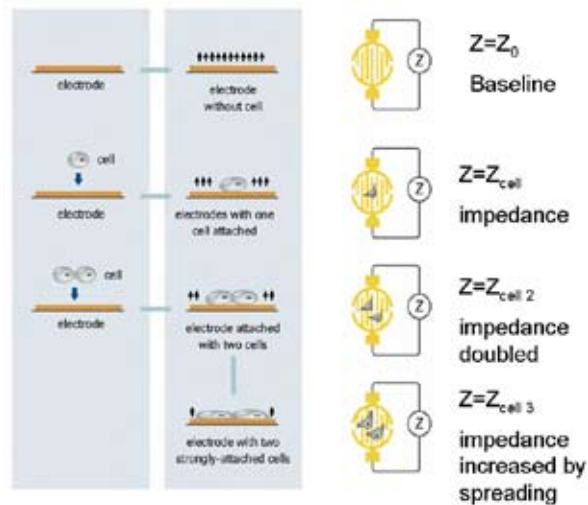 electrode
electrode
without cell
Z
Z=Z₀
Baseline
cell
electrode
electrodes with one
cell attached
Z
Z=Zcell
impedance
cell
electrode
electrode attached
with two cells
Z
Z=Zcell 2
impedance
doubled
electrode with two
strongly-attached cells
Z
Z=Zcell 3
impedance
increased by
spreading